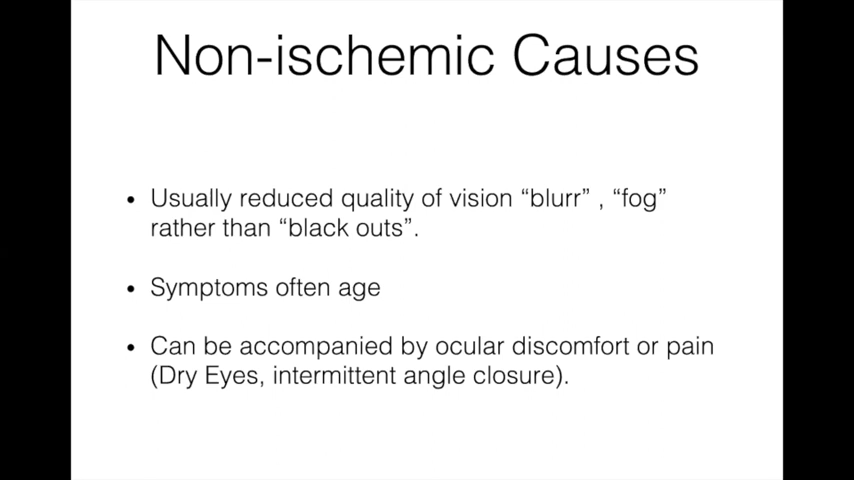 Non-ischemic Causes
• Usually reduced quality of vision “blurr” , “fog”
rather than “black outs”.
• Symptoms often age
• Can be accompanied by ocular discomfort or pain
(Dry Eyes, intermittent angle closure).